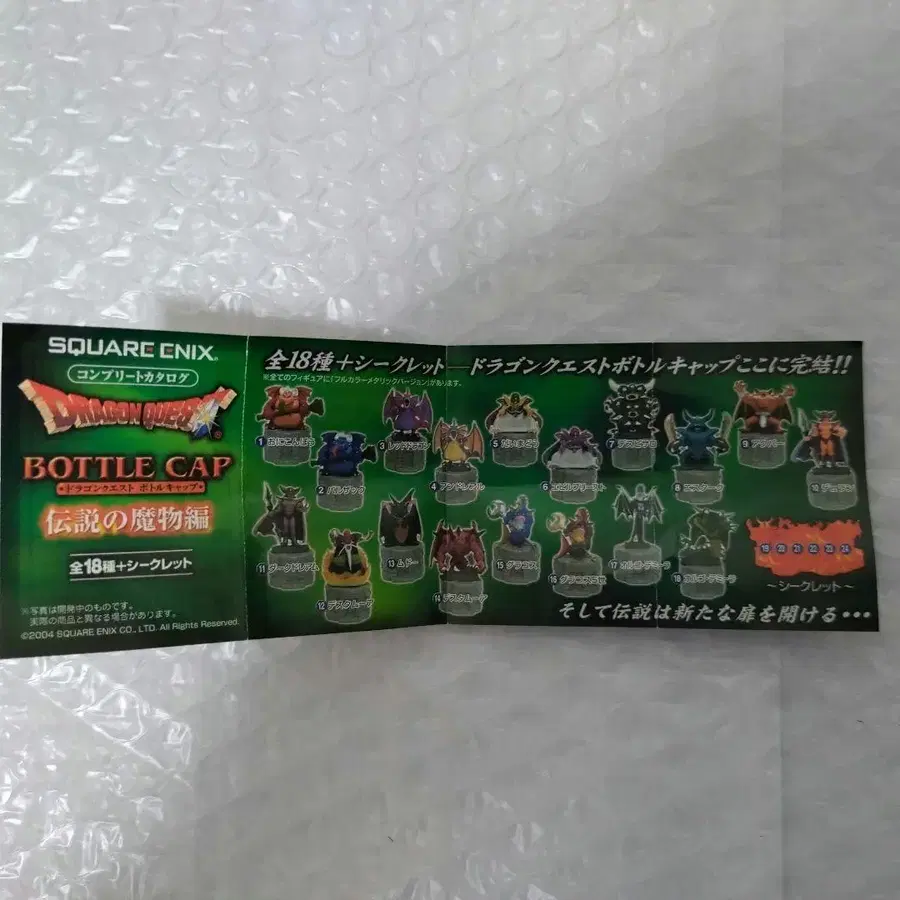 SQUARE ENIX®
コンプリートカタログ
DRAGON QUEST®
BOTTLE CAP
・ドラゴンクエスト ボトルキャップ・
伝説の魔物編
全18種+シークレット
※写真は開発中のものです。
実際の商品と異なる場合があります。
©2004 SQUARE ENIX CO., LTD. All Rights Reserved.
全18種+シークレット―ドラゴンクエストボトルキャップここに完結!!
※全てのフィギュアに「フルカラーメタリックバージョン」があります。
1 おにこんぼう
2 バルザック
3 レッドドラゴン
4 アンドレアル
5 だいまどう
6 エビルプリースト
7 デスピサロ
8 エスターク
9 アクバー
10 デュラン
11 ダークドレアム
12 デスタムーア
13 ムドー
14 デスタムーア
15 グラコス
16 グラコス5世
17 オルゴ・デミーラ
18 オルゴ・デミーラ
19 20 21 22 23 24
~シークレット~
そして伝説は新たな扉を開ける・・・